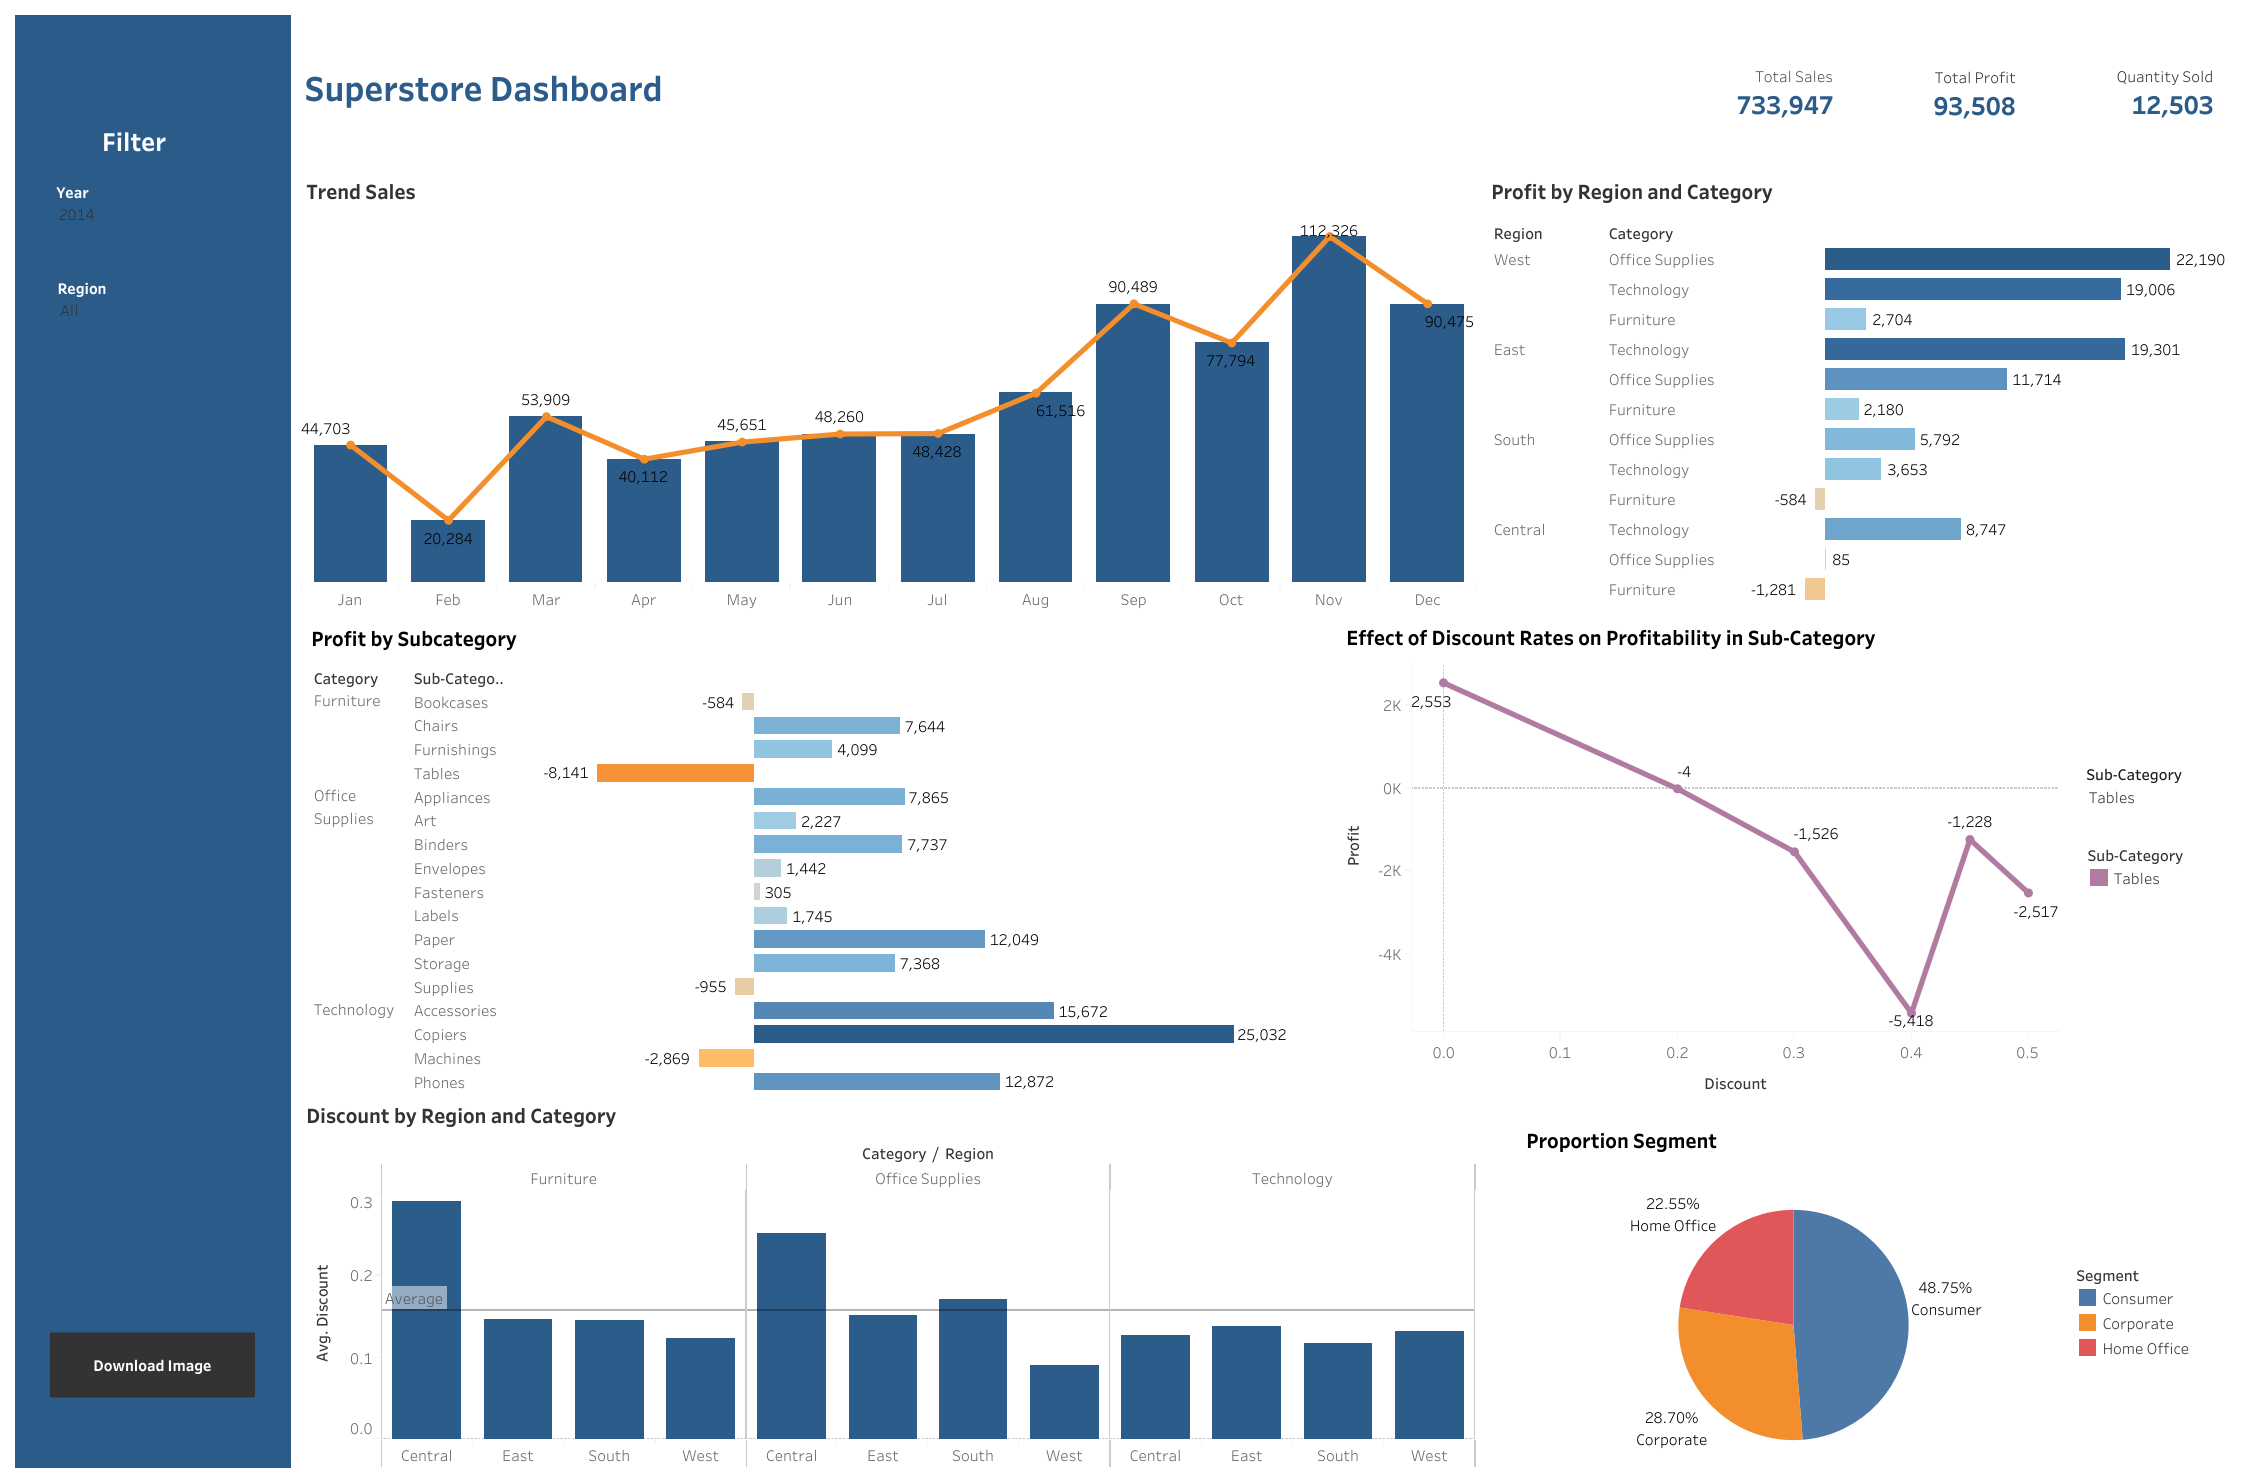 Superstore Dashboard
Total Sales
733,947
Total Profit
93,508
Quantity Sold
12,503
Filter
Year
2014
Region
All
Download Image
Trend Sales
44,703
20,284
53,909
40,112
45,651
48,260
48,428
61,516
90,489
77,794
112,326
90,475
Jan Feb Mar Apr May Jun Jul Aug Sep Oct Nov Dec
Profit by Region and Category
Region Category
West Office Supplies 22,190
Technology 19,006
Furniture 2,704
East Technology 19,301
Office Supplies 11,714
Furniture 2,180
South Office Supplies 5,792
Technology 3,653
Furniture -584
Central Technology 8,747
Office Supplies 85
Furniture -1,281
Profit by Subcategory
Category Sub-Catego..
Furniture Bookcases -584
Chairs 7,644
Furnishings 4,099
Tables -8,141
Office Supplies Appliances 7,865
Art 2,227
Binders 7,737
Envelopes 1,442
Fasteners 305
Labels 1,745
Paper 12,049
Storage 7,368
Supplies -955
Technology Accessories 15,672
Copiers 25,032
Machines -2,869
Phones 12,872
Effect of Discount Rates on Profitability in Sub-Category
Profit
2K
0K
-2K
-4K
2,553
-4
-1,526
-5,418
-1,228
-2,517
0.0 0.1 0.2 0.3 0.4 0.5
Discount
Sub-Category
Tables
Sub-Category
Tables
Discount by Region and Category
Category / Region
Furniture Office Supplies Technology
Avg. Discount
0.3
0.2
0.1
0.0
Average
Central East South West Central East South West Central East South West
Proportion Segment
22.55%
Home Office
48.75%
Consumer
28.70%
Corporate
Segment
Consumer
Corporate
Home Office